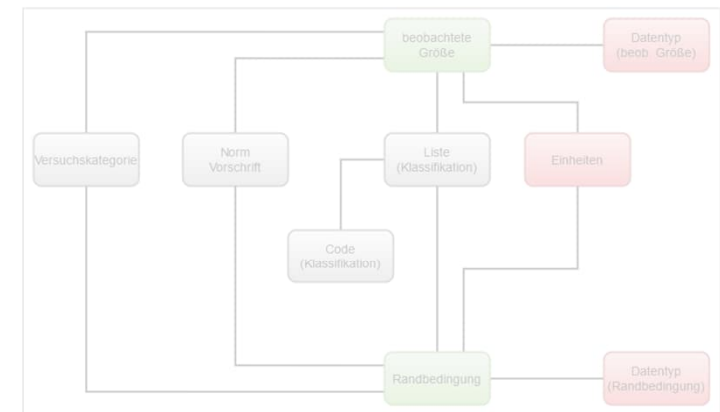 beobachtete
Größe
Datentyp
(beob Größe)
Versuchskategorie
Norm
Vorschrift
Liste
(Klassifikation)
Einheiten
Code
(Klassifikation)
Randbedingung
Datentyp
(Randbedingung)